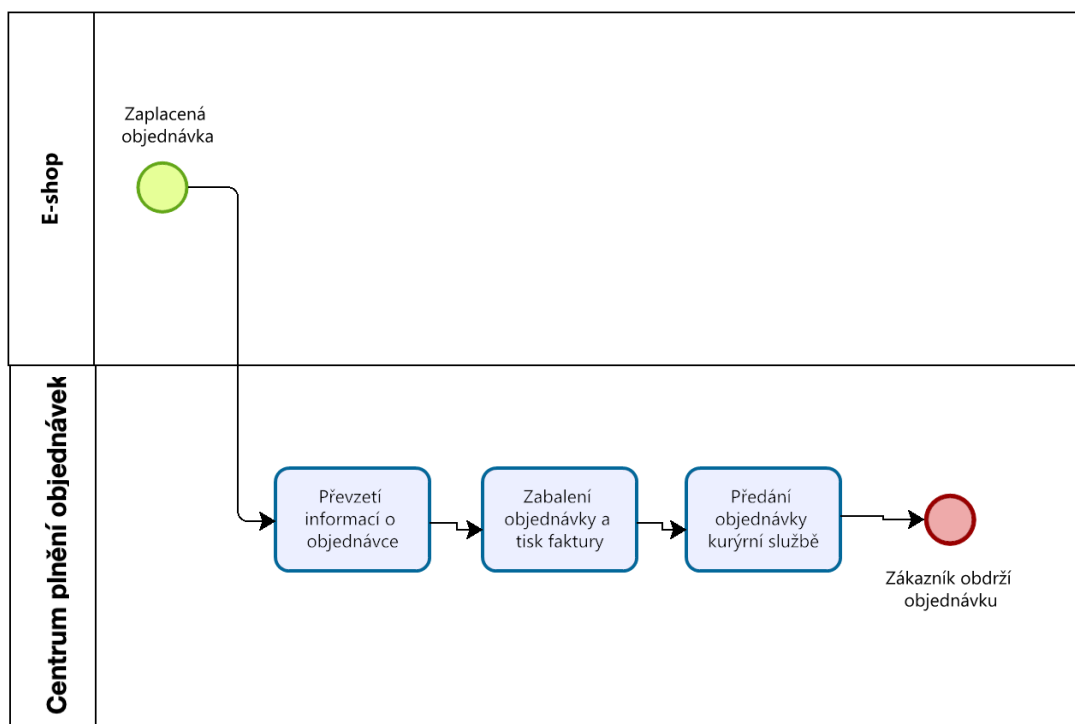 E-shop
Zaplacená
objednávka
Centrum plnění objednávek
Převzetí
informací o
objednávce
Zabalení
objednávky a
tisk faktury
Předání
objednávky
kurýrní službě
Zákazník obdrží
objednávku